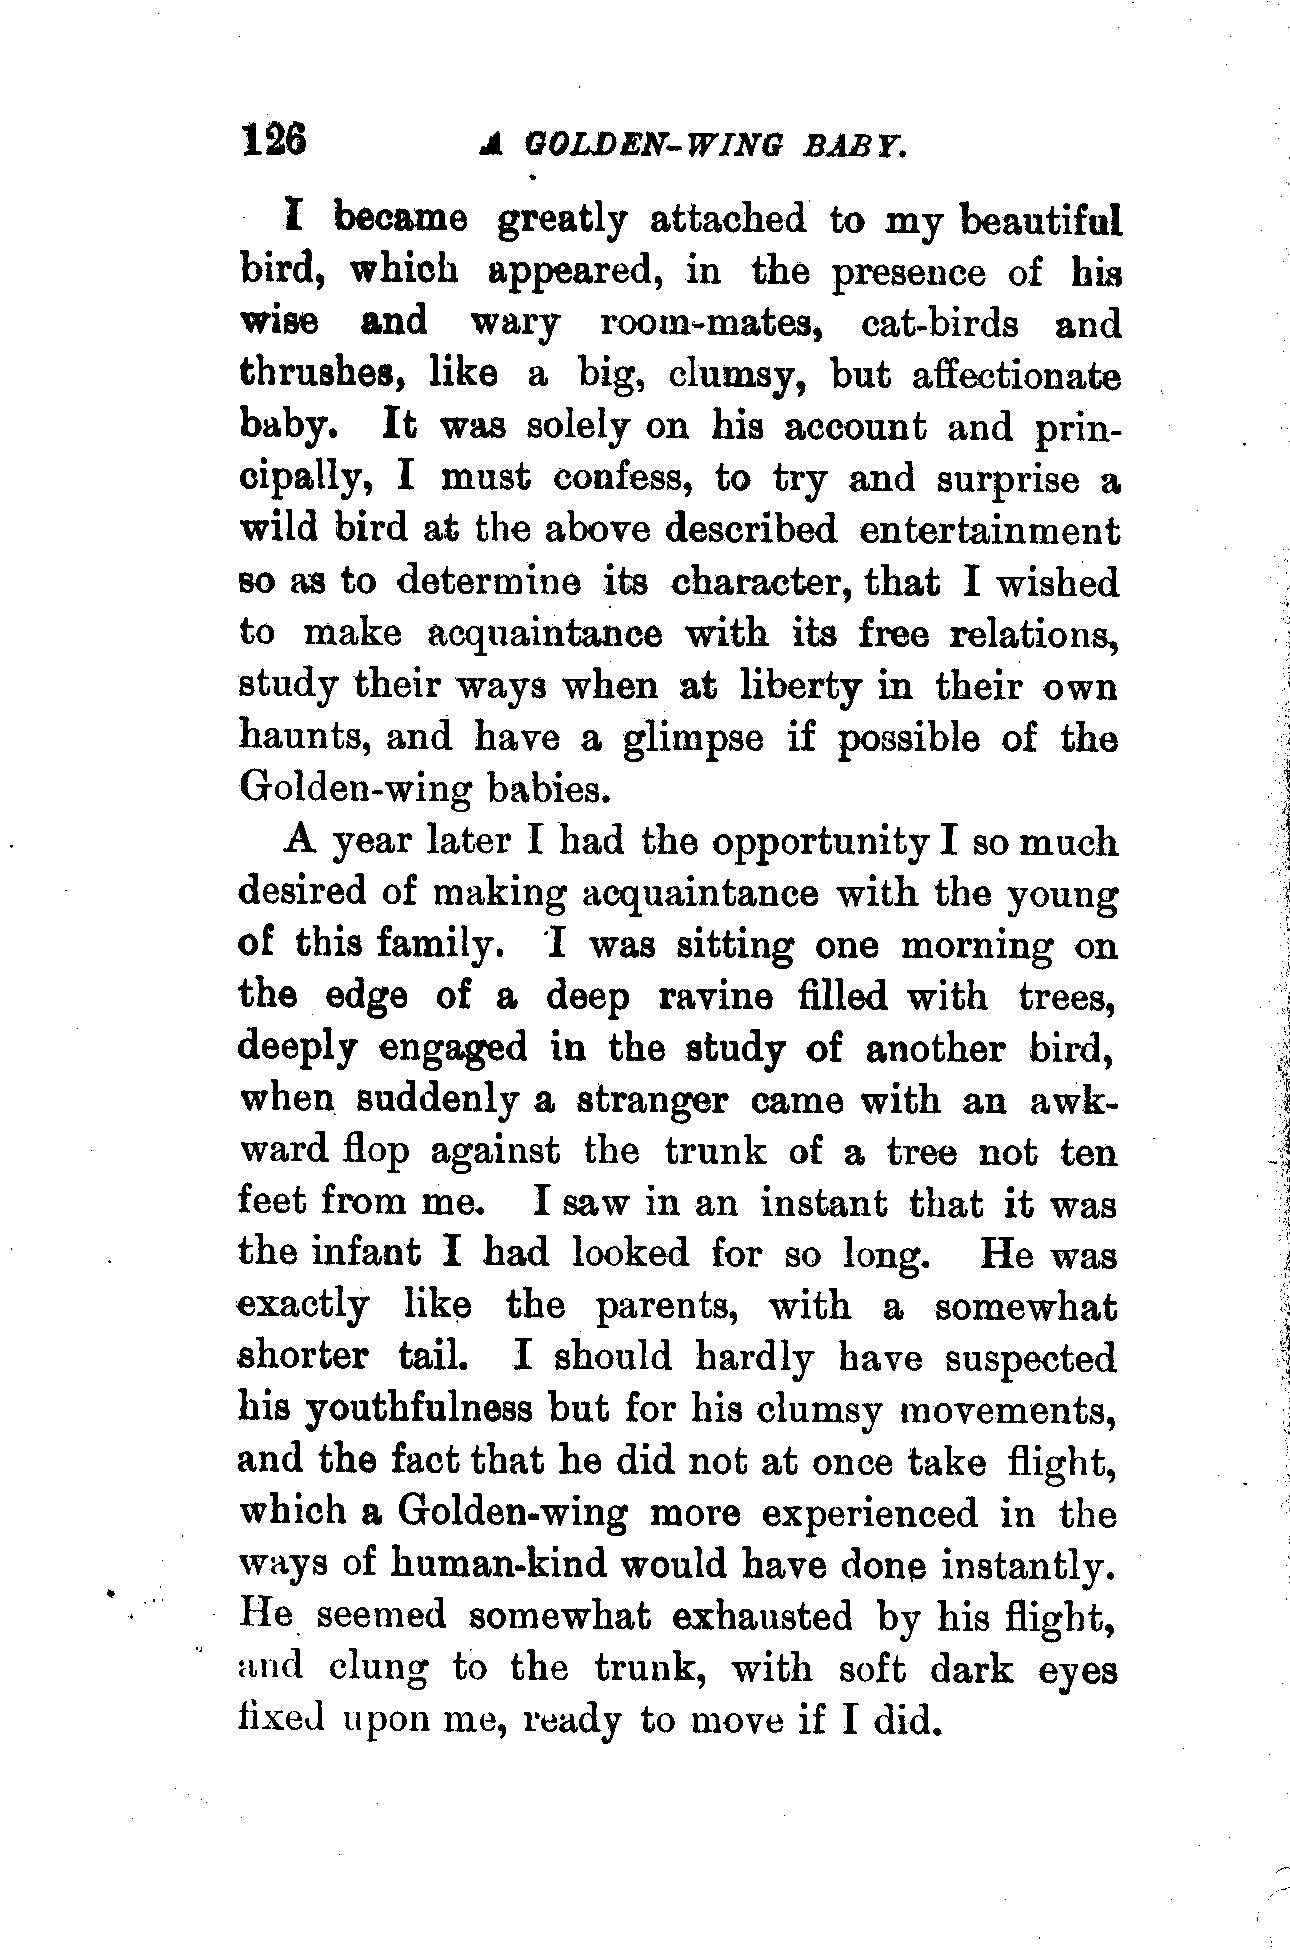 126 A GOLDEN-WING BABY.
I became greatly attached to my beautiful
bird, which appeared, in the presence of his
wise and wary room-mates, cat-birds and
thrushes, like a big, clumsy, but affectionate
baby. It was solely on his account and prin-
cipally, I must confess, to try and surprise a
wild bird at the above described entertainment
so as to determine its character, that I wished
to make acquaintance with its free relations,
study their ways when at liberty in their own
haunts, and have a glimpse if possible of the
Golden-wing babies.
A year later I had the opportunity I so much
desired of making acquaintance with the young
of this family. I was sitting one morning on
the edge of a deep ravine filled with trees,
deeply engaged in the study of another bird,
when suddenly a stranger came with an awk-
ward flop against the trunk of a tree not ten
feet from me. I saw in an instant that it was
the infant I had looked for so long. He was
exactly like the parents, with a somewhat
shorter tail. I should hardly have suspected
his youthfulness but for his clumsy movements,
and the fact that he did not at once take flight,
which a Golden-wing more experienced in the
ways of human-kind would have done instantly.
He seemed somewhat exhausted by his flight,
and clung to the trunk, with soft dark eyes
fixed upon me, ready to move if I did.